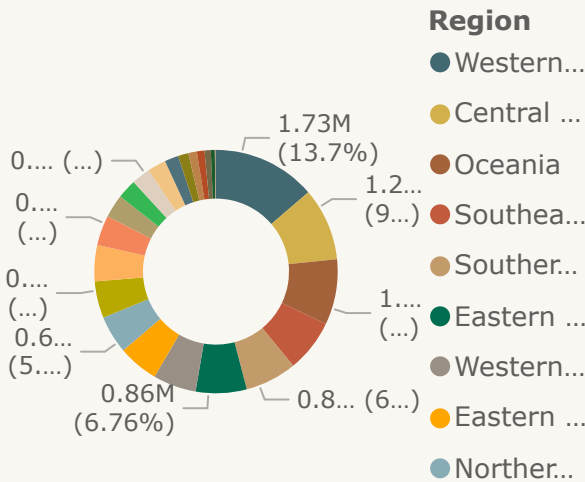 Region
Western...
Central ...
Oceania
Southea...
Souther...
Eastern ...
Western...
Eastern ...
Norther...
1.73M
(13.7%)
1.2...
(9...)
1....
(...)
0.8... (6...)
0.86M
(6.76%)
0.6...
(5....)
0....
(...)
0....
(...)
0.... (...)